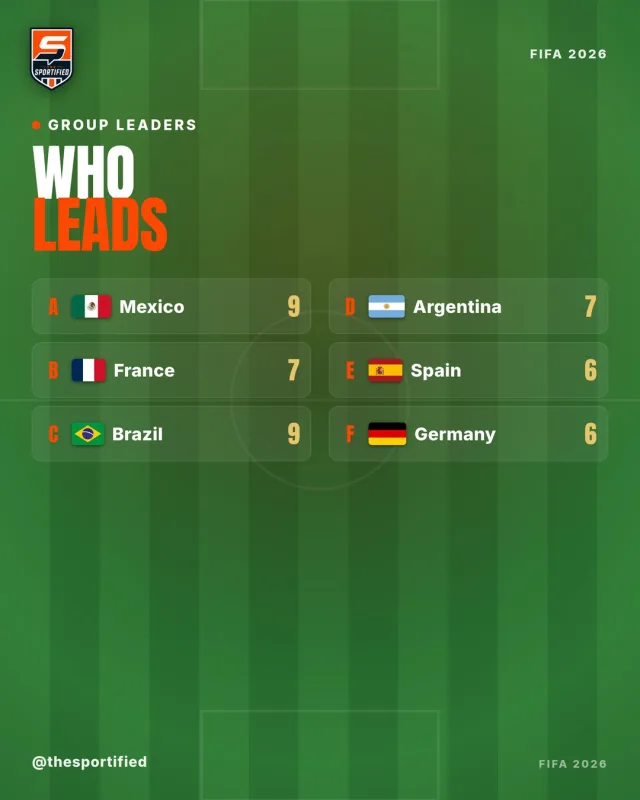 SPORTIFIED
FIFA 2026
GROUP LEADERS
WHO
LEADS
A Mexico 9
B France 7
C Brazil 9
D Argentina 7
E Spain 6
F Germany 6
@thesportified
FIFA 2026